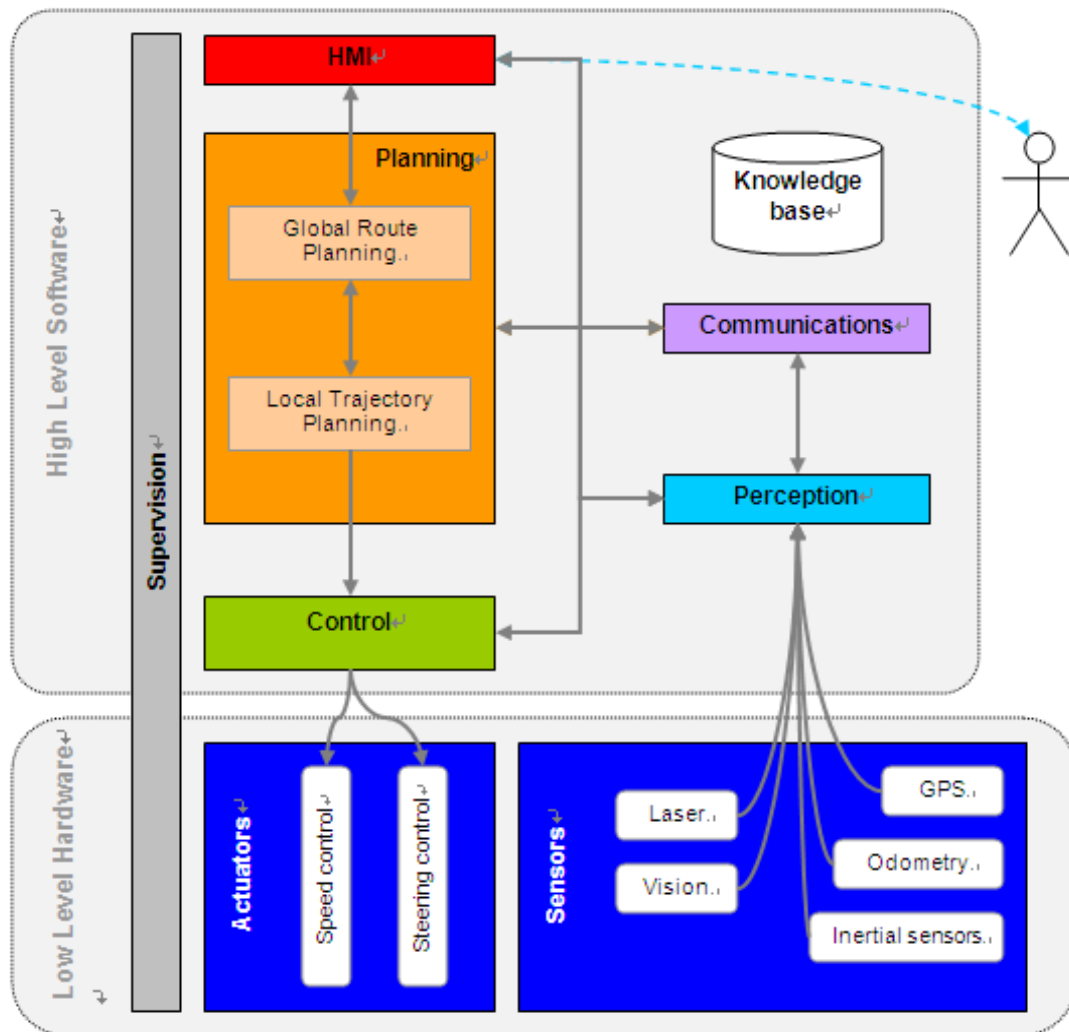 HMI↵
Planning↵
Global Route
Planning.↓
Local Trajectory
Planning.↓
Control↵
Knowledge
base↵
Communications↵
Perception↵
High Level Software↵
Supervision↵
Low Level Hardware↵
↵
Actuators↵
Speed control↵
Steering control↵
Sensors↵
Laser.↓
Vision.↓
GPS.↓
Odometry.↓
Inertial sensors.↓